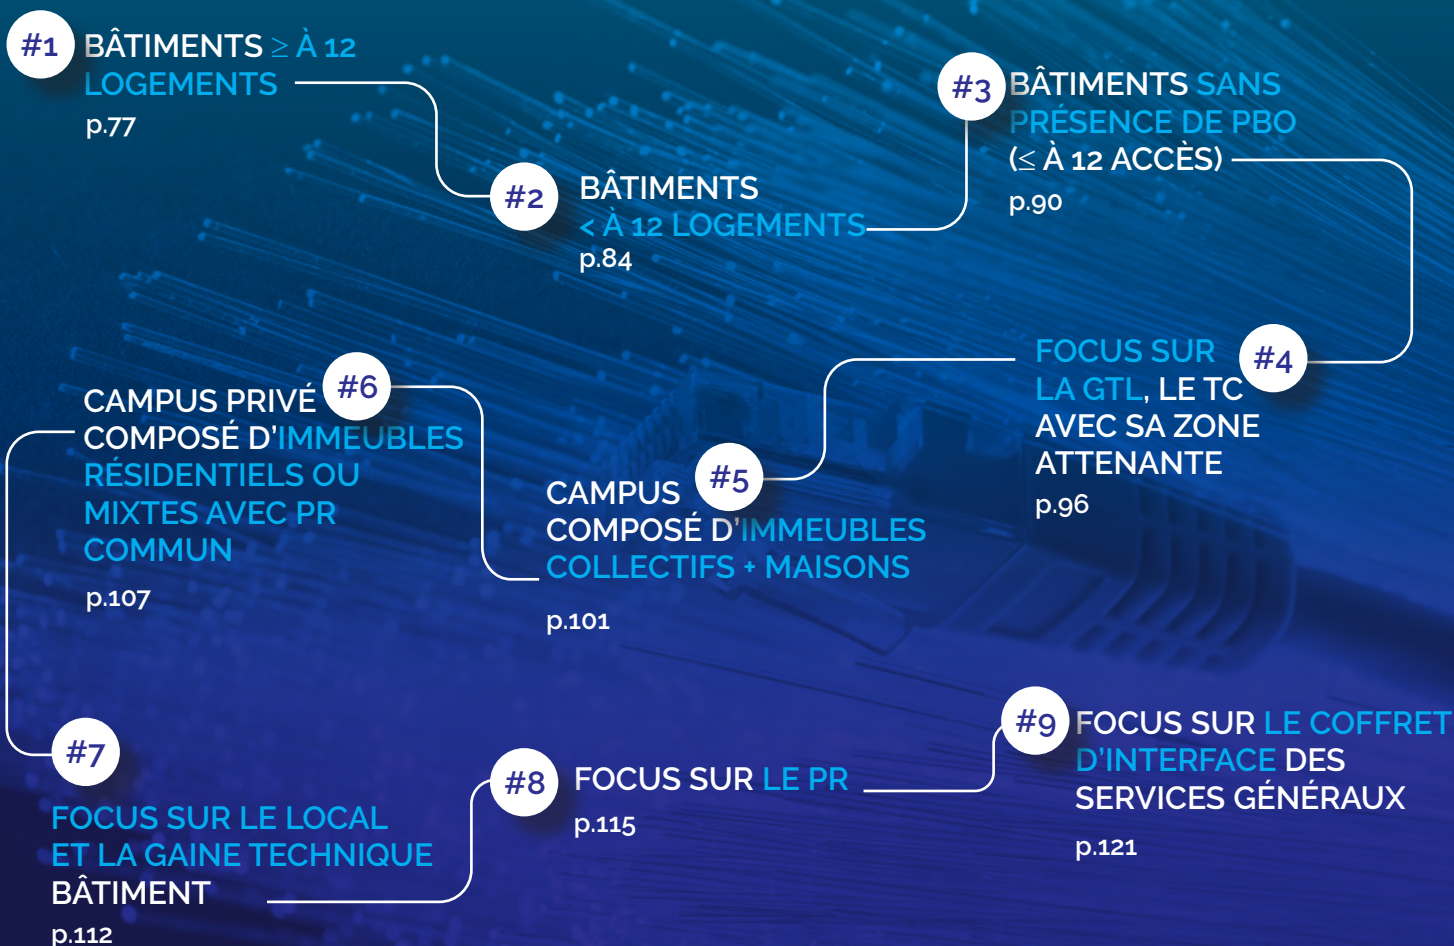 #1
BÂTIMENTS ≥ À 12
LOGEMENTS
p.77
#2
BÂTIMENTS
< À 12 LOGEMENTS
p.84
#3
BÂTIMENTS SANS
PRÉSENCE DE PBO
(≤ À 12 ACCÈS)
p.90
#4
FOCUS SUR
LA GTL, LE TC
AVEC SA ZONE
ATTENANTE
p.96
#5
CAMPUS
COMPOSÉ D'IMMEUBLES
COLLECTIFS + MAISONS
p.101
#6
CAMPUS PRIVÉ
COMPOSÉ D'IMMEUBLES
RÉSIDENTIELS OU
MIXTES AVEC PR
COMMUN
p.107
#7
FOCUS SUR LE LOCAL
ET LA GAINE TECHNIQUE
BÂTIMENT
p.112
#8
FOCUS SUR LE PR
p.115
#9
FOCUS SUR LE COFFRET
D'INTERFACE DES
SERVICES GÉNÉRAUX
p.121